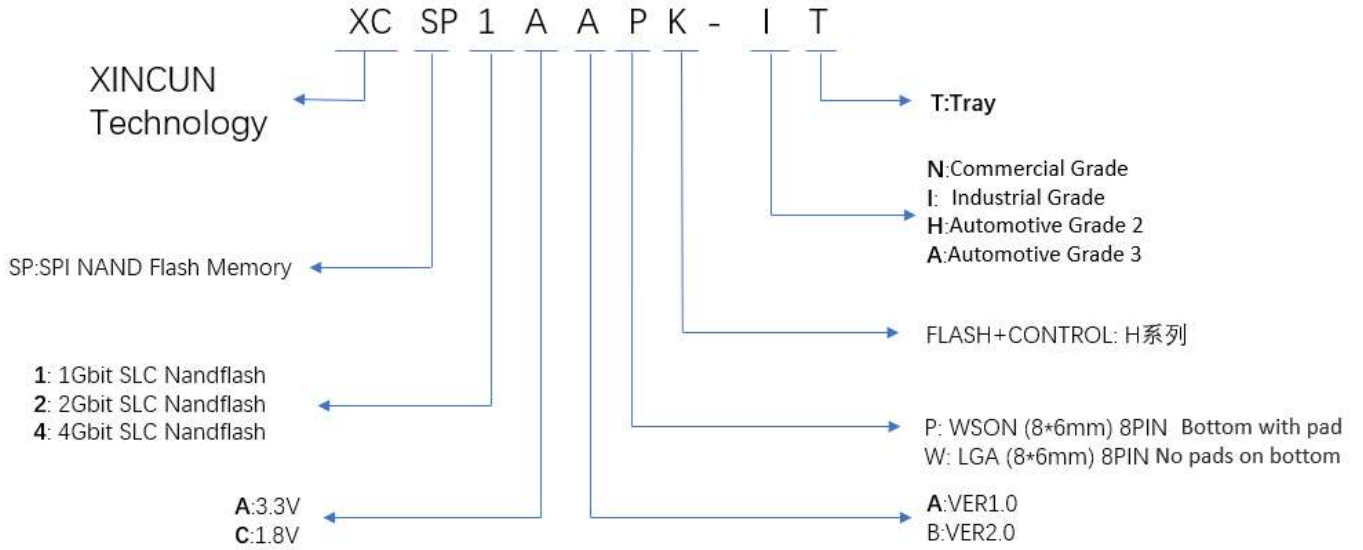 XC SP 1 A A P K - I T
XINCUN
Technology
T:Tray
N:Commercial Grade
I: Industrial Grade
H:Automotive Grade 2
A:Automotive Grade 3
SP:SPI NAND Flash Memory
FLASH+CONTROL: H系列
1: 1Gbit SLC Nandflash
2: 2Gbit SLC Nandflash
4: 4Gbit SLC Nandflash
P: WSON (8*6mm) 8PIN Bottom with pad
W: LGA (8*6mm) 8PIN No pads on bottom
A:3.3V
C:1.8V
A:VER1.0
B:VER2.0